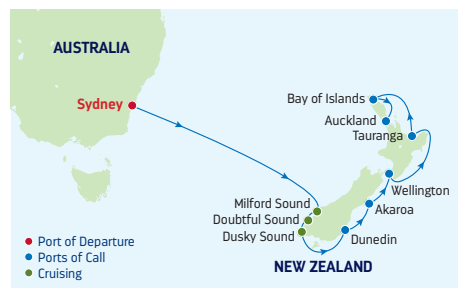 AUSTRALIA
Sydney
Bay of Islands
Auckland
Tauranga
Wellington
Milford Sound
Akaroa
Doubtful Sound
Dusky Sound
Dunedin
NEW ZEALAND
Port of Departure
Ports of Call
Cruising